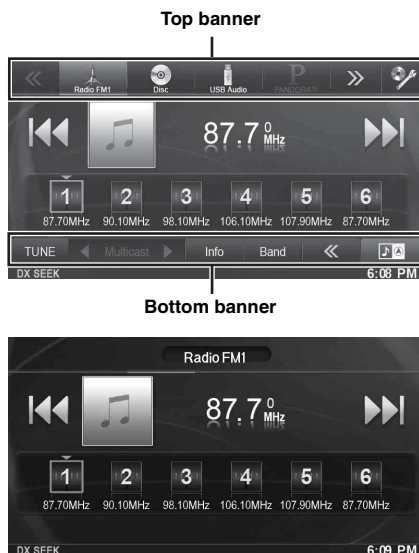 Top banner
Radio FM1 Disc USB Audio PANDORA®
87.7 0 MHz
1 2 3 4 5 6
87.70MHz 90.10MHz 98.10MHz 106.10MHz 107.90MHz 87.70MHz
TUNE Multicast Info Band
DX SEEK 6:08 PM
Bottom banner
Radio FM1
87.7 0 MHz
1 2 3 4 5 6
87.70MHz 90.10MHz 98.10MHz 106.10MHz 107.90MHz 87.70MHz
DX SEEK 6:09 PM